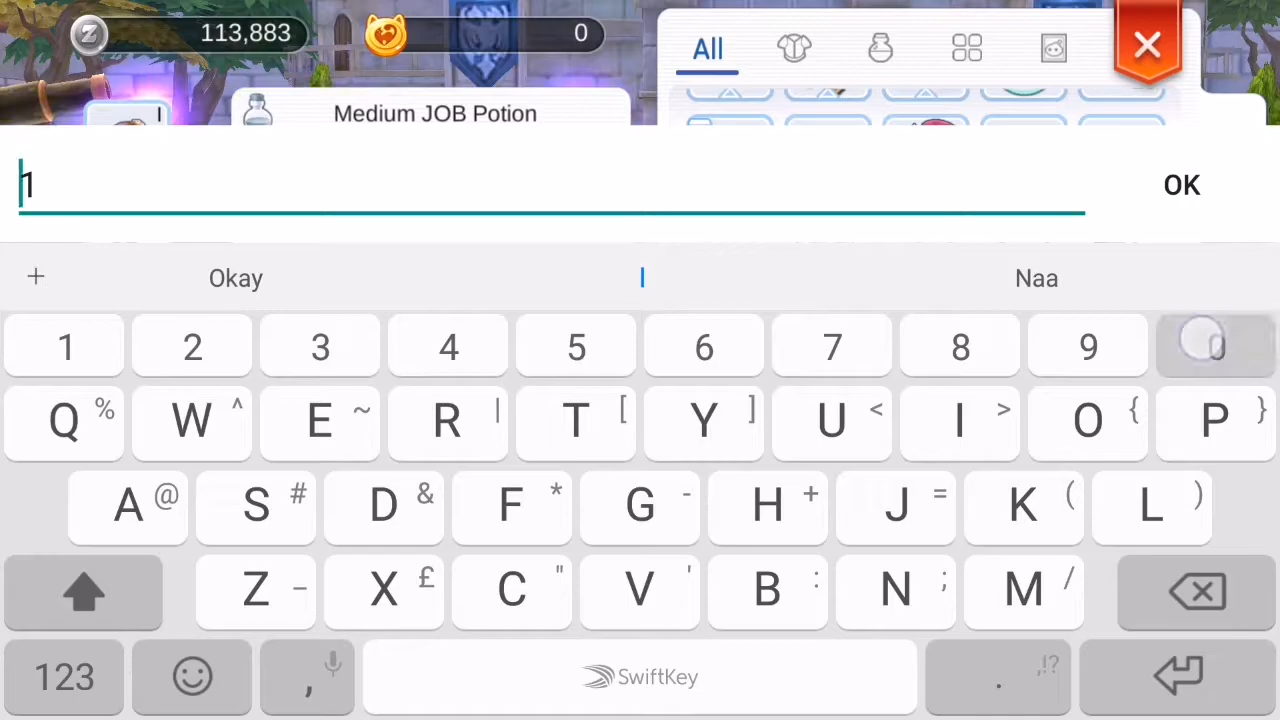 Z 113,883 0 All
I
Medium JOB Potion
1 OK
+ Okay I Naa
1 2 3 4 5 6 7 8 9 0
Q % W ^ E ~ R | T [ Y ] U < I > O { P }
A @ S # D & F * G - H + J = K ( L )
Z – X £ C " V ' B : N ; M /
123 , SwiftKey . ,!?